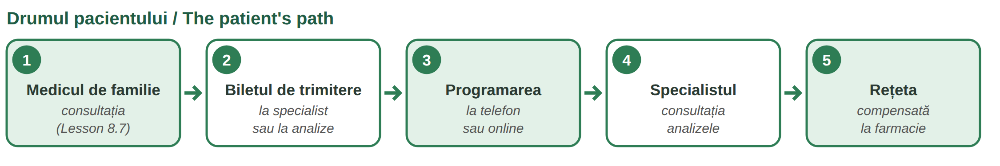 Drumul pacientului / The patient's path
1
Medicul de familie
consultația
(Lesson 8.7)
2
Biletul de trimitere
la specialist
sau la analize
3
Programarea
la telefon
sau online
4
Specialistul
consultația
analizele
5
Rețeta
compensată
la farmacie